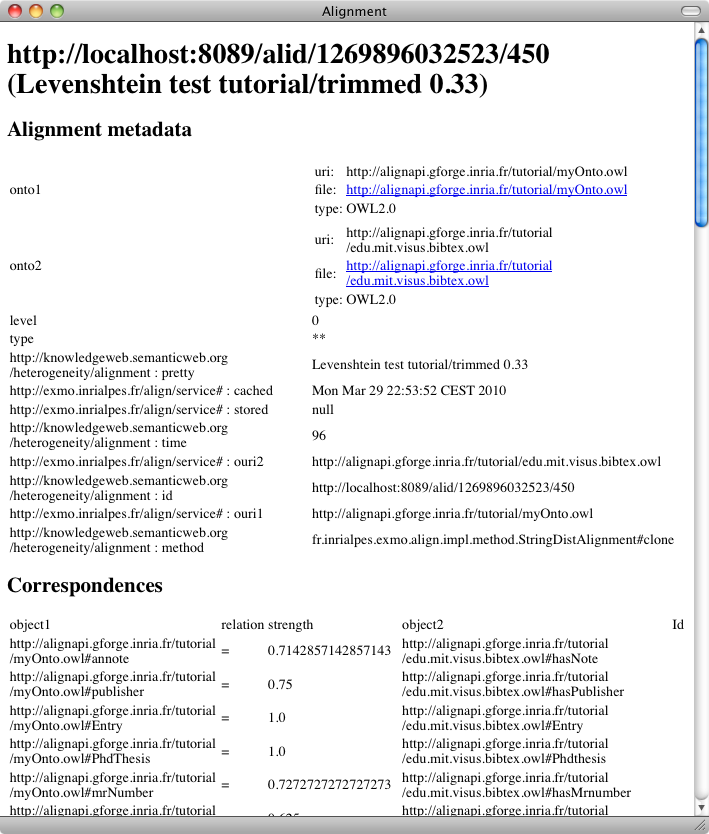 Alignment
http://localhost:8089/alid/1269896032523/450
(Levenshtein test tutorial/trimmed 0.33)
Alignment metadata
onto1
uri: http://alignapi.gforge.inria.fr/tutorial/myOnto.owl
file: http://alignapi.gforge.inria.fr/tutorial/myOnto.owl
type: OWL2.0
onto2
uri: http://alignapi.gforge.inria.fr/tutorial
/edu.mit.visus.bibtex.owl
file: http://alignapi.gforge.inria.fr/tutorial
/edu.mit.visus.bibtex.owl
type: OWL2.0
level 0
type **
http://knowledgeweb.semanticweb.org
/heterogeneity/alignment : pretty
Levenshtein test tutorial/trimmed 0.33
http://exmo.inrialpes.fr/align/service# : cached Mon Mar 29 22:53:52 CEST 2010
http://exmo.inrialpes.fr/align/service# : stored null
http://knowledgeweb.semanticweb.org
/heterogeneity/alignment : time
96
http://exmo.inrialpes.fr/align/service# : ouri2 http://alignapi.gforge.inria.fr/tutorial/edu.mit.visus.bibtex.owl
http://knowledgeweb.semanticweb.org
/heterogeneity/alignment : id
http://localhost:8089/alid/1269896032523/450
http://exmo.inrialpes.fr/align/service# : ouri1 http://alignapi.gforge.inria.fr/tutorial/myOnto.owl
http://knowledgeweb.semanticweb.org
/heterogeneity/alignment : method
fr.inrialpes.exmo.align.impl.method.StringDistAlignment#clone
Correspondences
object1 relation strength object2 Id
http://alignapi.gforge.inria.fr/tutorial
/myOnto.owl#annote
= 0.7142857142857143
http://alignapi.gforge.inria.fr/tutorial
/edu.mit.visus.bibtex.owl#hasNote
http://alignapi.gforge.inria.fr/tutorial
/myOnto.owl#publisher
= 0.75
http://alignapi.gforge.inria.fr/tutorial
/edu.mit.visus.bibtex.owl#hasPublisher
http://alignapi.gforge.inria.fr/tutorial
/myOnto.owl#Entry
= 1.0
http://alignapi.gforge.inria.fr/tutorial
/edu.mit.visus.bibtex.owl#Entry
http://alignapi.gforge.inria.fr/tutorial
/myOnto.owl#PhdThesis
= 1.0
http://alignapi.gforge.inria.fr/tutorial
/edu.mit.visus.bibtex.owl#Phdthesis
http://alignapi.gforge.inria.fr/tutorial
/myOnto.owl#mrNumber
= 0.7272727272727273
http://alignapi.gforge.inria.fr/tutorial
/edu.mit.visus.bibtex.owl#hasMrnumber
http://alignapi.gforge.inria.fr/tutorial
http://alignapi.gforge.inria.fr/tutorial